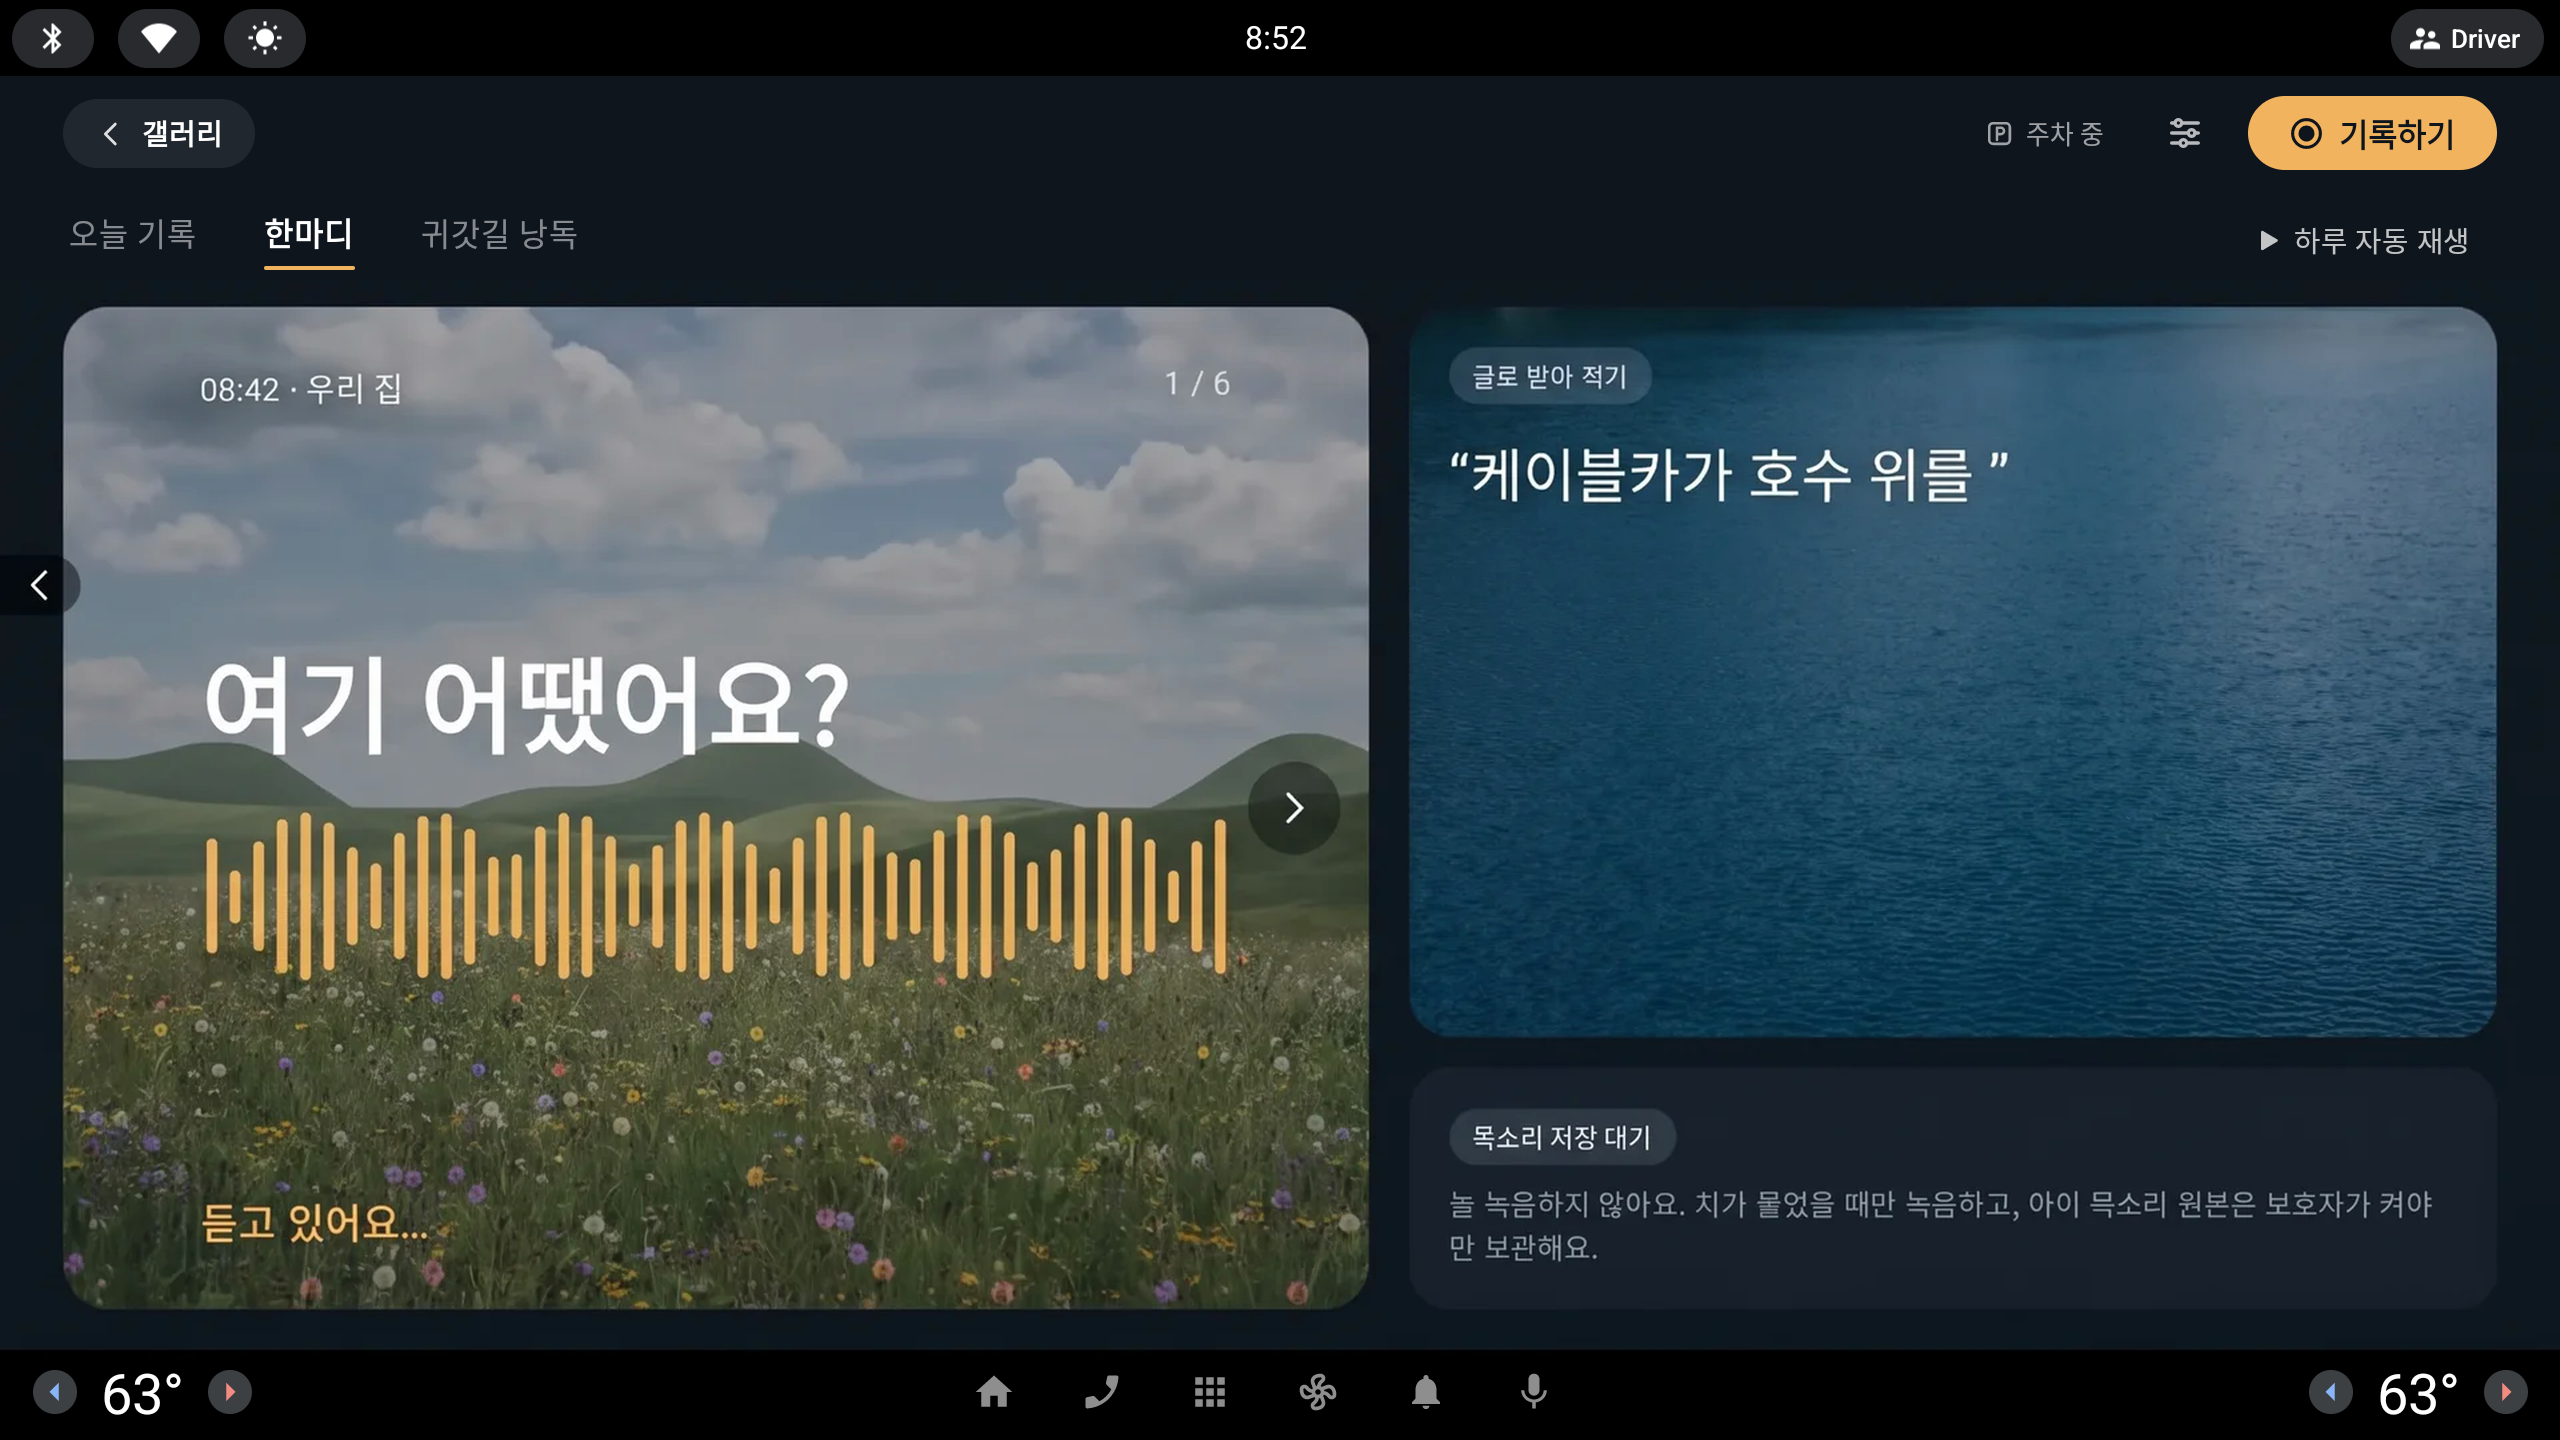 8:52
Driver
갤러리
주차 중
기록하기
오늘 기록
한마디
귀갓길 낭독
하루 자동 재생
08:42 · 우리 집
1 / 6
여기 어땠어요?
듣고 있어요...
글로 받아 적기
“케이블카가 호수 위를 ”
목소리 저장 대기
놀 녹음하지 않아요. 치가 물었을 때만 녹음하고, 아이 목소리 원본은 보호자가 켜야
만 보관해요.
63°
63°